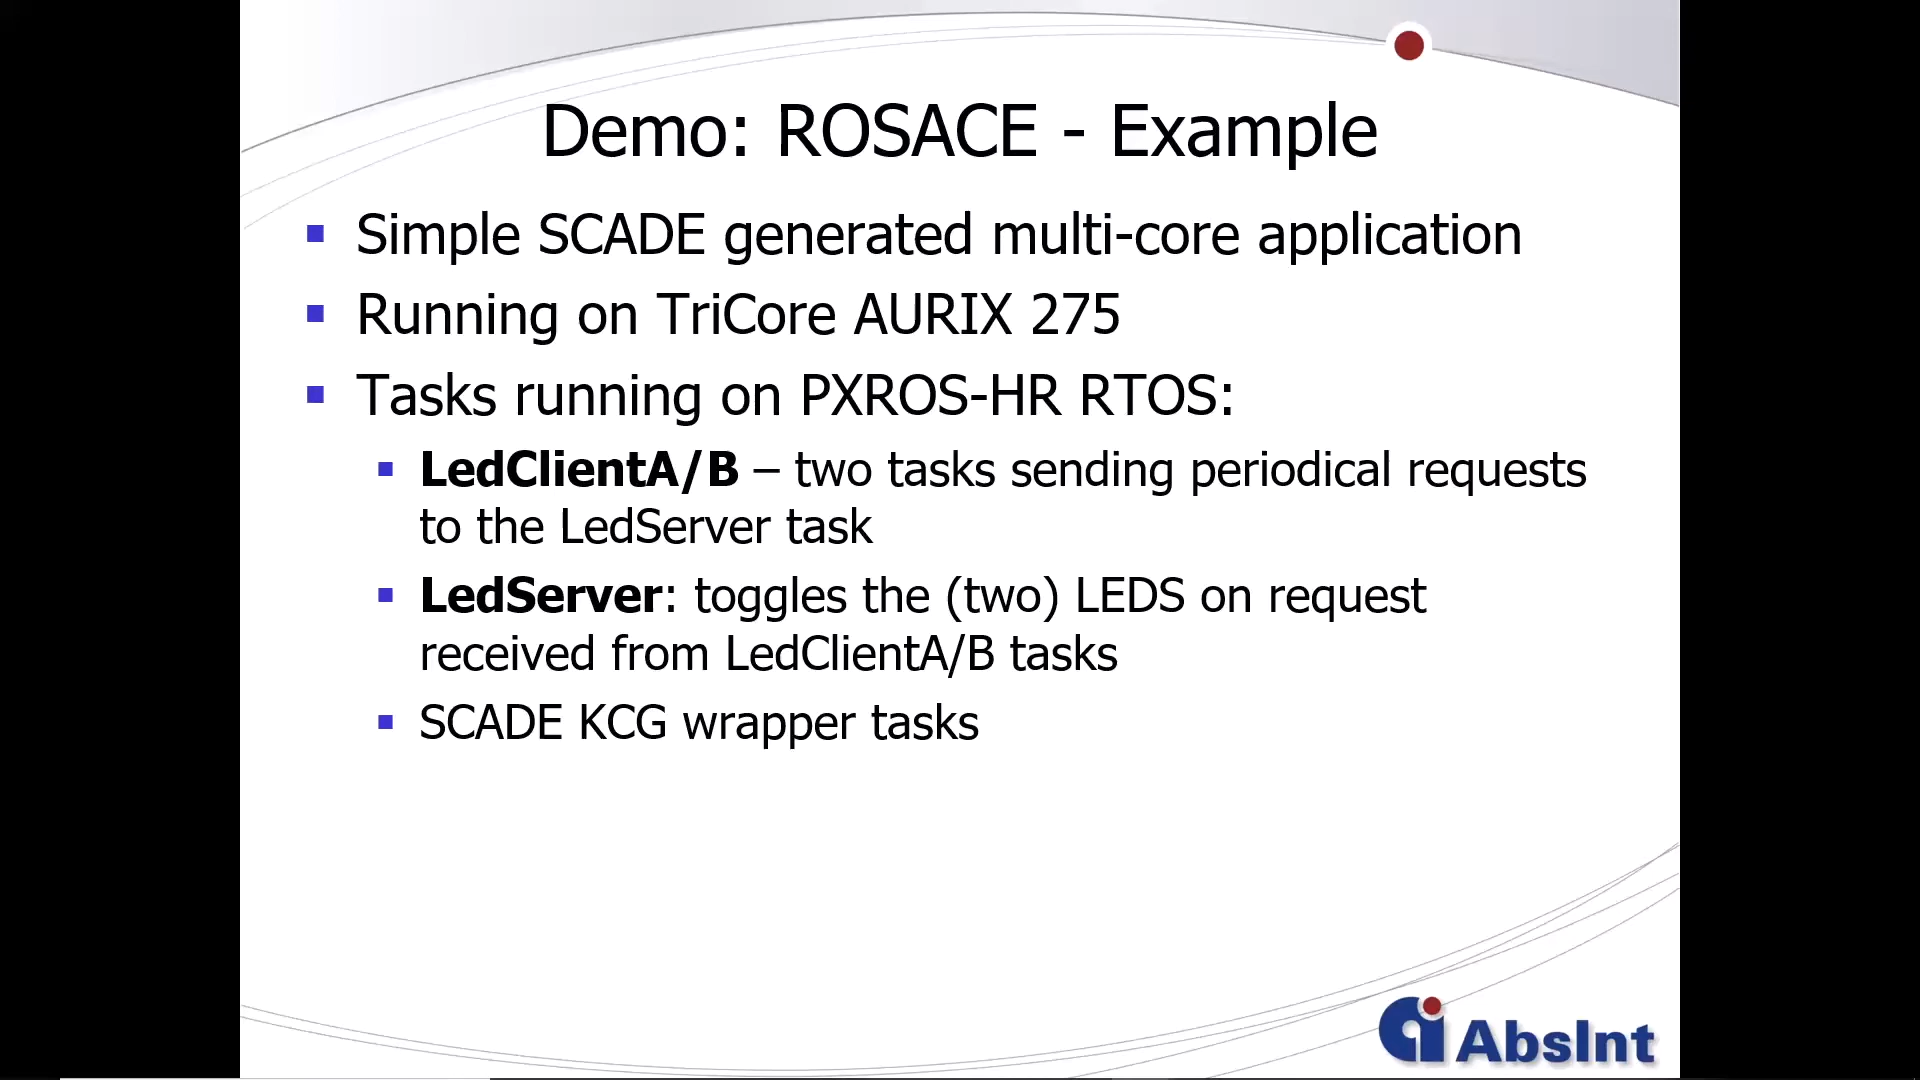 Demo: ROSACE - Example
Simple SCADE generated multi-core application
Running on TriCore AURIX 275
Tasks running on PXROS-HR RTOS:
LedClientA/B – two tasks sending periodical requests
to the LedServer task
LedServer: toggles the (two) LEDS on request
received from LedClientA/B tasks
SCADE KCG wrapper tasks
AbsInt